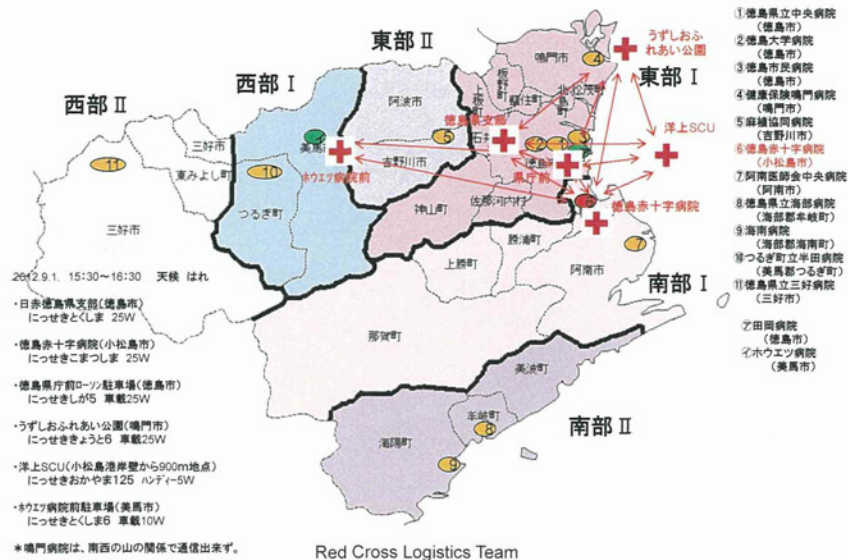 東部Ⅱ
西部Ⅰ
西部Ⅱ
東部Ⅰ
南部Ⅰ
南部Ⅱ
うずしおふ
れあい公園
鳴門市
④
板野町
上板町
藍住町
北島町
松茂町
阿波市
⑤
吉野川市
徳島県支部
石井
②
①
③
洋上SCU
県庁前
徳島赤十字病院
⑥
美馬
㋑
ホウエツ病院前
三好市
⑪
東みよし町
三好市
⑩
つるぎ町
神山町
佐那河内村
勝浦町
上勝町
⑦
阿南市
那賀町
美波町
牟岐町
⑧
海陽町
⑨
2012.9.1. 15:30~16:30 天候 はれ
・日赤徳島県支部(徳島市)
にっせきとくしま 25W
・徳島赤十字病院(小松島市)
にっせきこまつしま 25W
・徳島県庁前ローソン駐車場(徳島市)
にっせきしが5 車載25W
・うずしおふれあい公園(鳴門市)
にっせききょうと6 車載25W
・洋上SCU(小松島港岸壁から900m地点)
にっせきおかやま125 ハンディー5W
・ホウエツ病院前駐車場(美馬市)
にっせきとくしま6 車載10W
*鳴門病院は、南西の山の関係で通信出来ず。
Red Cross Logistics Team
①徳島県立中央病院
(徳島市)
②徳島大学病院
(徳島市)
③徳島市民病院
(徳島市)
④健康保険鳴門病院
(鳴門市)
⑤麻植協同病院
(吉野川市)
⑥徳島赤十字病院
(小松島市)
⑦阿南医師会中央病院
(阿南市)
⑧徳島県立海部病院
(海部郡牟岐町)
⑨海南病院
(海部郡海南町)
⑩つるぎ町立半田病院
(美馬郡つるぎ町)
⑪徳島県立三好病院
(三好市)
㋐田岡病院
(徳島市)
㋑ホウエツ病院
(美馬市)